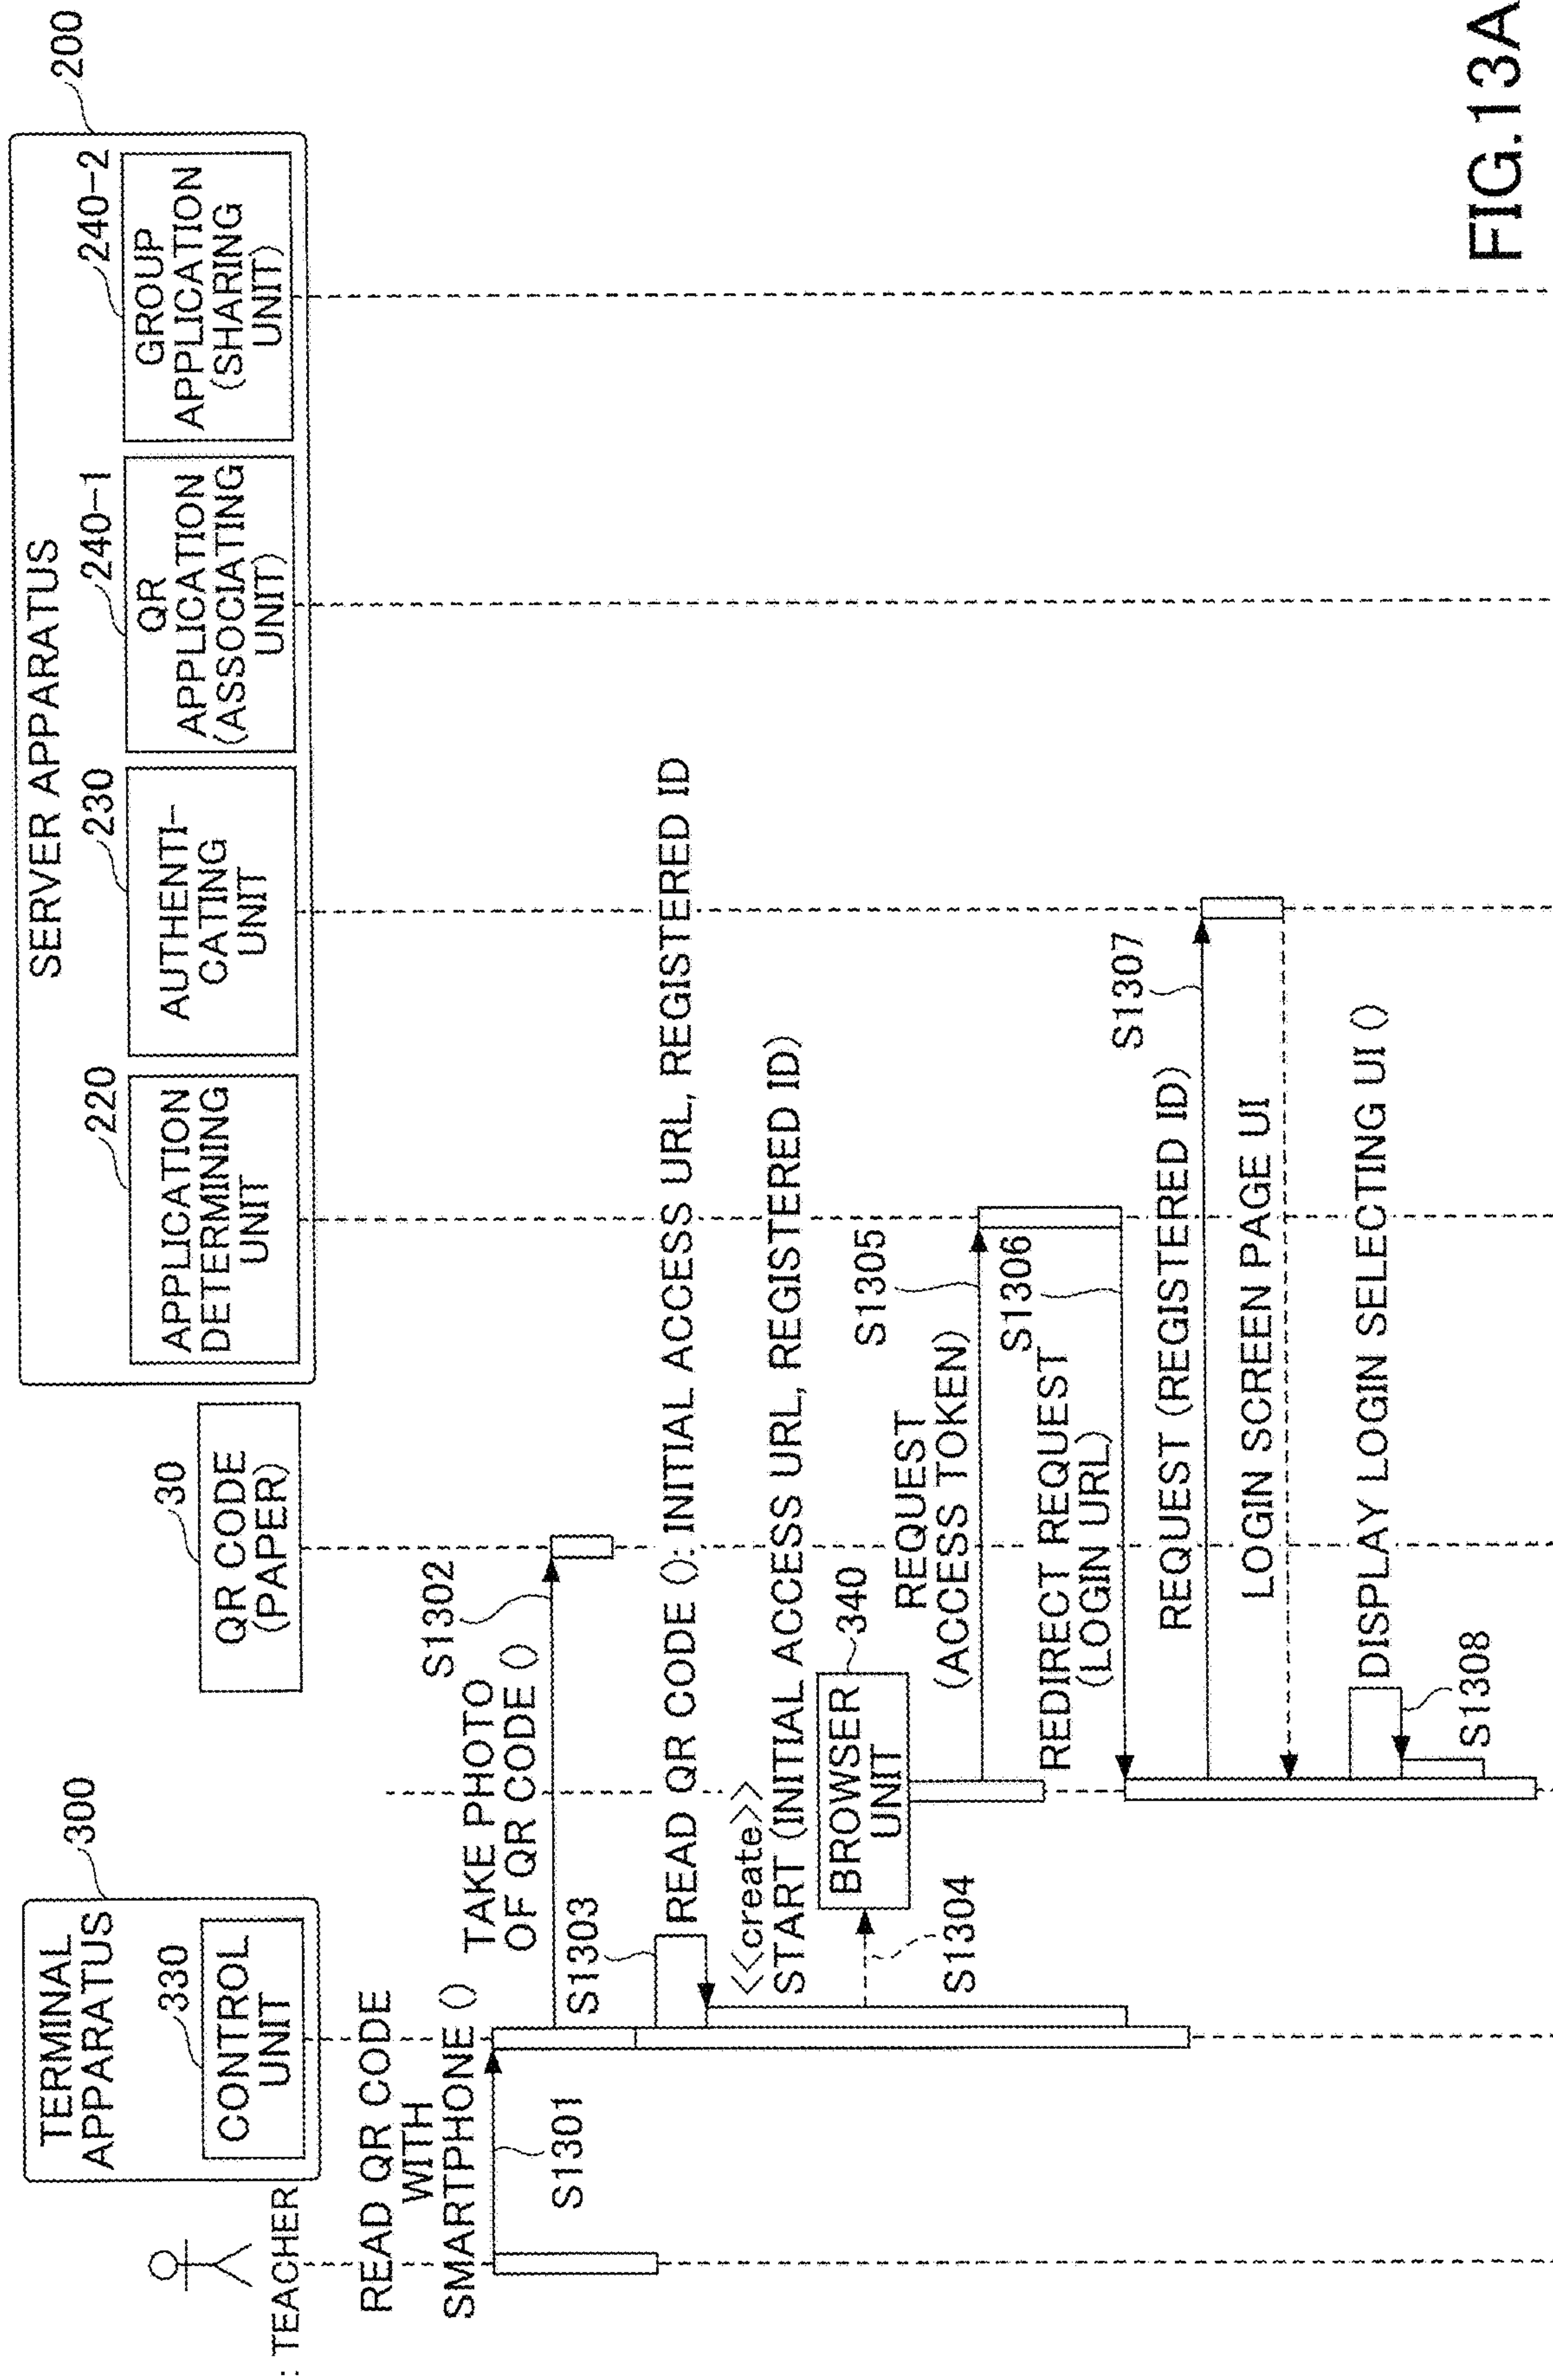 : TEACHER
TERMINAL
APPARATUS
300
330
CONTROL
UNIT
30
QR CODE
(PAPER)
SERVER APPARATUS
200
220
APPLICATION
DETERMINING
UNIT
230
AUTHENTI-
CATING
UNIT
240-1
QR
APPLICATION
(ASSOCIATING
UNIT)
240-2
GROUP
APPLICATION
(SHARING
UNIT)
READ QR CODE
WITH
SMARTPHONE ()
S1301
TAKE PHOTO
OF QR CODE ()
S1302
S1303
READ QR CODE (): INITIAL ACCESS URL, REGISTERED ID
<<create>>
START (INITIAL ACCESS URL, REGISTERED ID)
BROWSER
UNIT
340
S1304
REQUEST
(ACCESS TOKEN)
S1305
REDIRECT REQUEST
(LOGIN URL)
S1306
REQUEST (REGISTERED ID)
S1307
LOGIN SCREEN PAGE UI
DISPLAY LOGIN SELECTING UI ()
S1308
FIG.13A